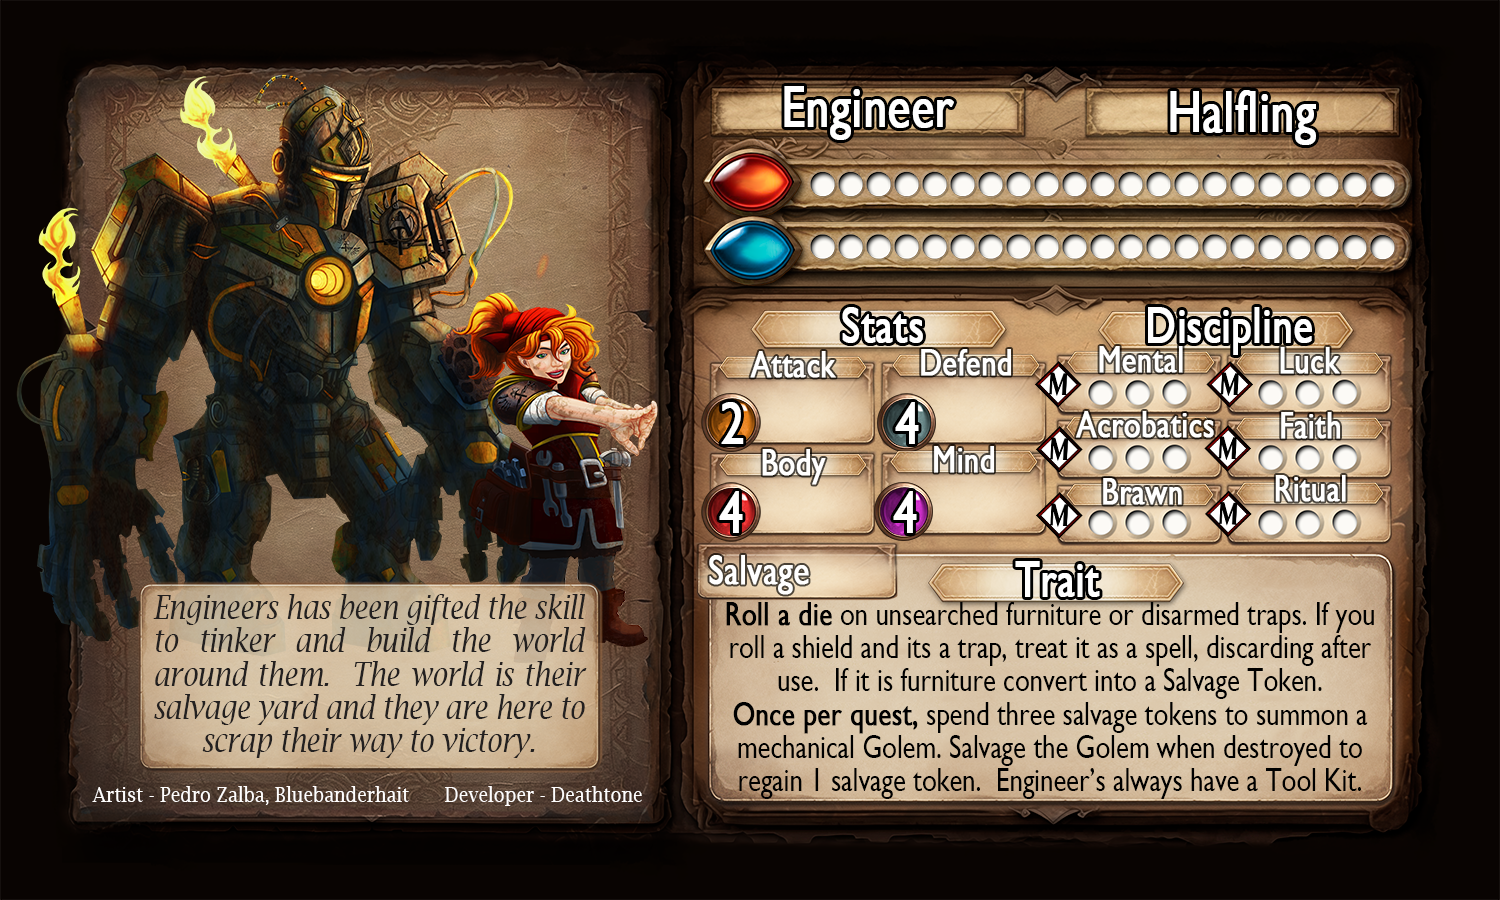 Engineer
Halfling
Stats
Discipline
Attack
Defend
Mental
Luck
M
M
2
4
Acrobatics
Faith
M
M
Body
Mind
Brawn
Ritual
4
4
M
M
Salvage
Trait
Roll a die on unsearched furniture or disarmed traps. If you
roll a shield and its a trap, treat it as a spell, discarding after
use.  If it is furniture convert into a Salvage Token.
Once per quest, spend three salvage tokens to summon a
mechanical Golem. Salvage the Golem when destroyed to
regain 1 salvage token.  Engineer's always have a Tool Kit.
Engineers has been gifted the skill
to tinker and build the world
around them.  The world is their
salvage yard and they are here to
scrap their way to victory.
Artist - Pedro Zalba, Bluebanderhait
Developer - Deathtone